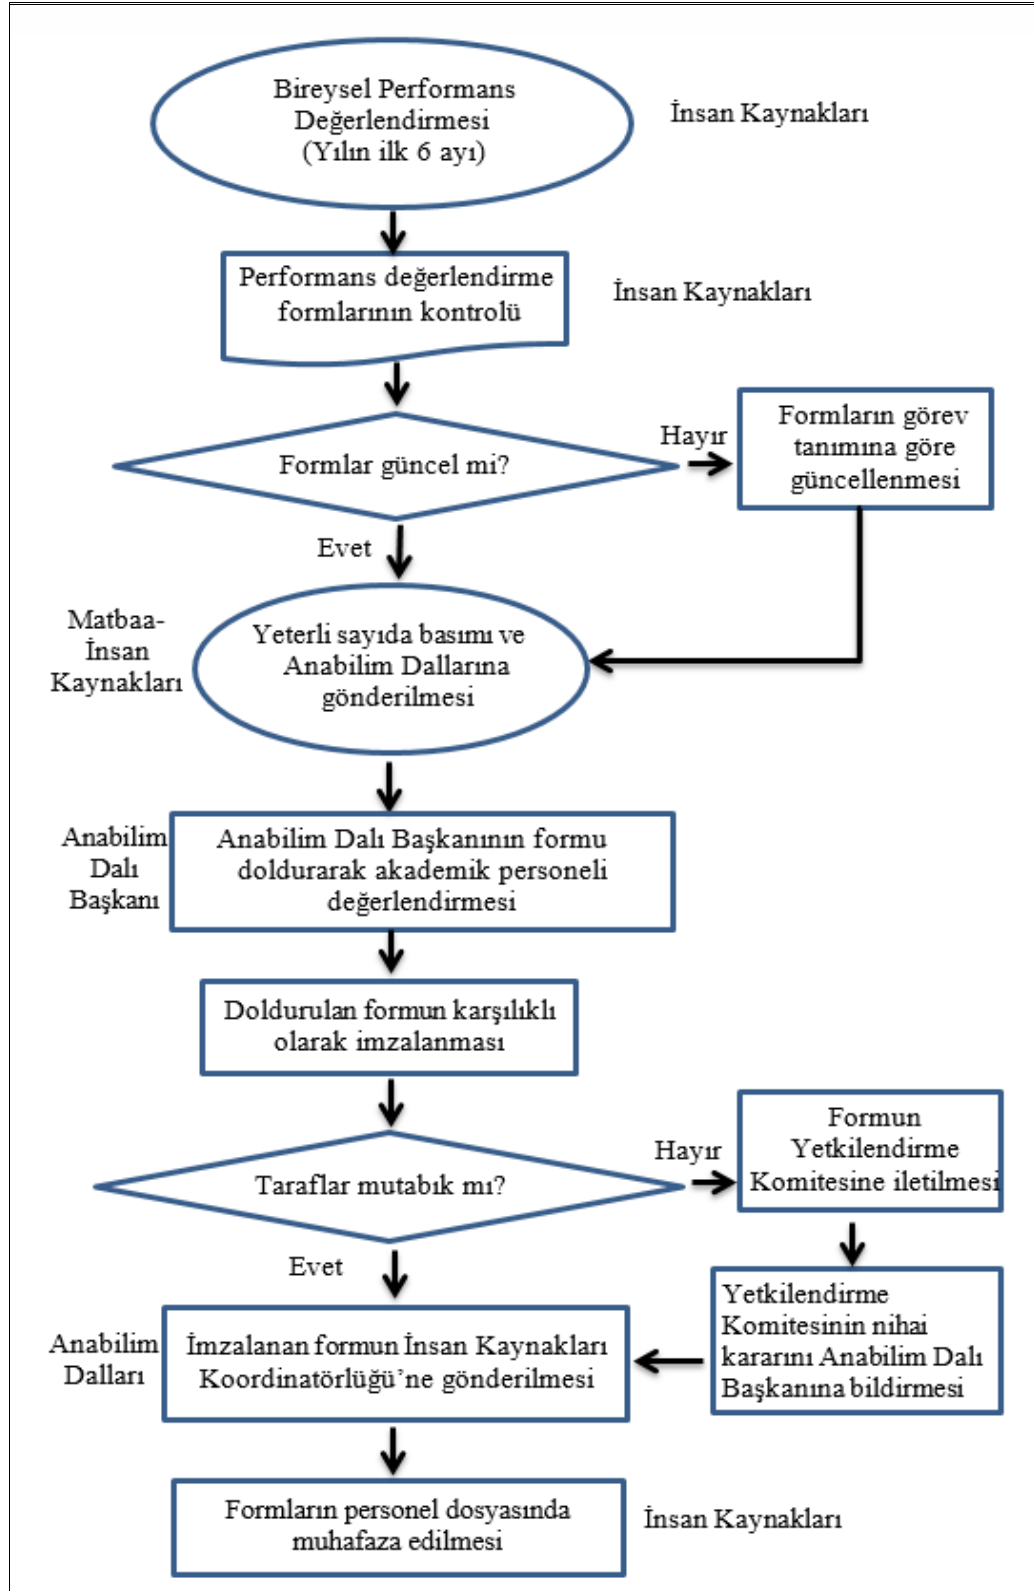 Bireysel Performans
Değerlendirmesi
(Yılın ilk 6 ayı)
İnsan Kaynakları
Performans değerlendirme
formlarının kontrolü
İnsan Kaynakları
Formlar güncel mi?
Hayır
Formların görev
tanımına göre
güncellenmesi
Evet
Matbaa-
İnsan
Kaynakları
Yeterli sayıda basımı ve
Anabilim Dallarına
gönderilmesi
Anabilim
Dalı
Başkanı
Anabilim Dalı Başkanının formu
doldurarak akademik personeli
değerlendirmesi
Doldurulan formun karşılıklı
olarak imzalanması
Taraflar mutabık mı?
Hayır
Formun
Yetkilendirme
Komitesine iletilmesi
Evet
Yetkilendirme
Komitesinin nihai
kararını Anabilim Dalı
Başkanına bildirmesi
Anabilim
Dalları
İmzalanan formun İnsan Kaynakları
Koordinatörlüğü’ne gönderilmesi
Formların personel dosyasında
muhafaza edilmesi
İnsan Kaynakları